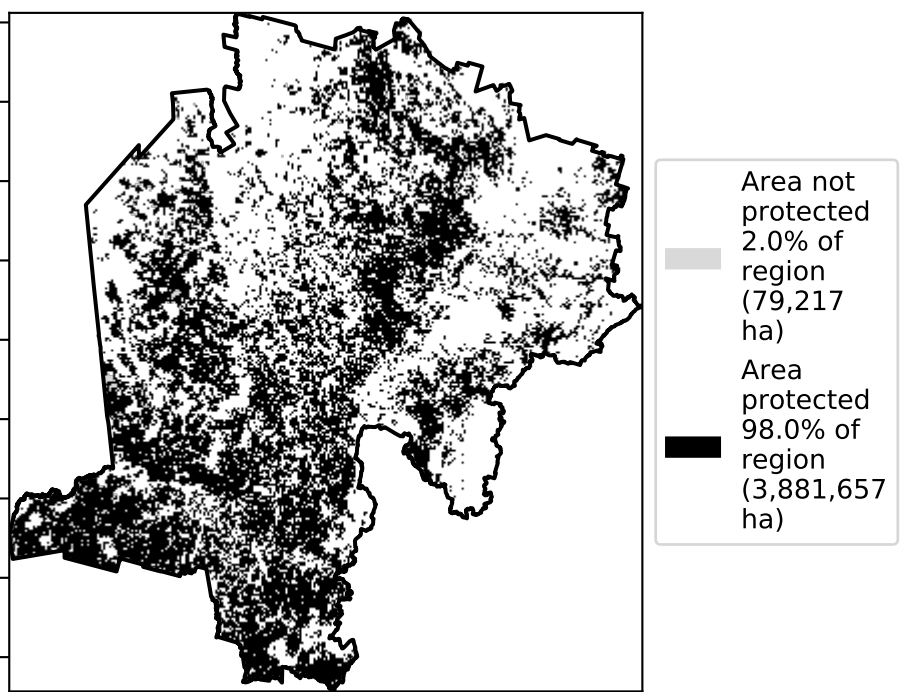 Area not
protected
2.0% of
region
(79,217
ha)
Area
protected
98.0% of
region
(3,881,657
ha)